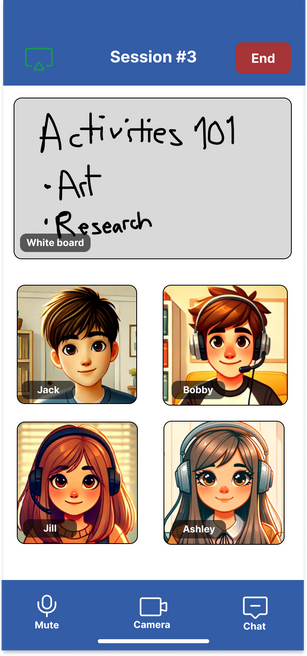 Session #3
End
Activities 101
· Art
· Research
White board
Jack
Bobby
Jill
Ashley
Mute
Camera
Chat